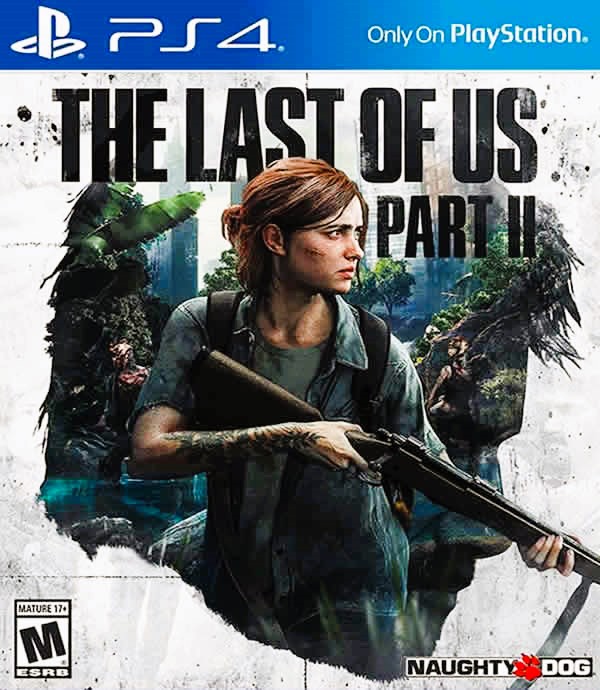 PS4
Only On PlayStation®
THE LAST OF US
PART II
MATURE 17+
M
ESRB
NAUGHTY DOG